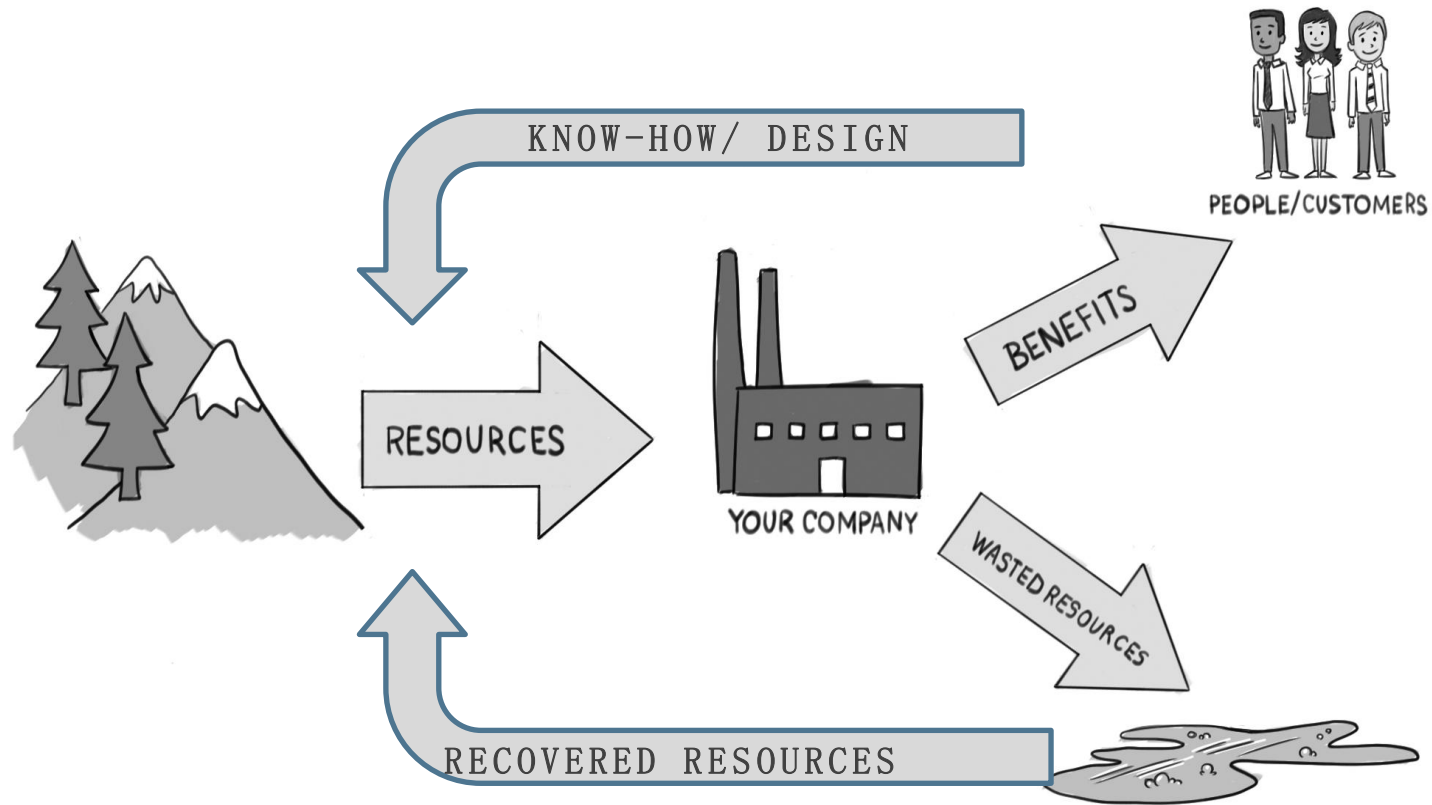 KNOW-HOW/ DESIGN
PEOPLE/CUSTOMERS
BENEFITS
RESOURCES
YOUR COMPANY
WASTED RESOURCES
RECOVERED RESOURCES